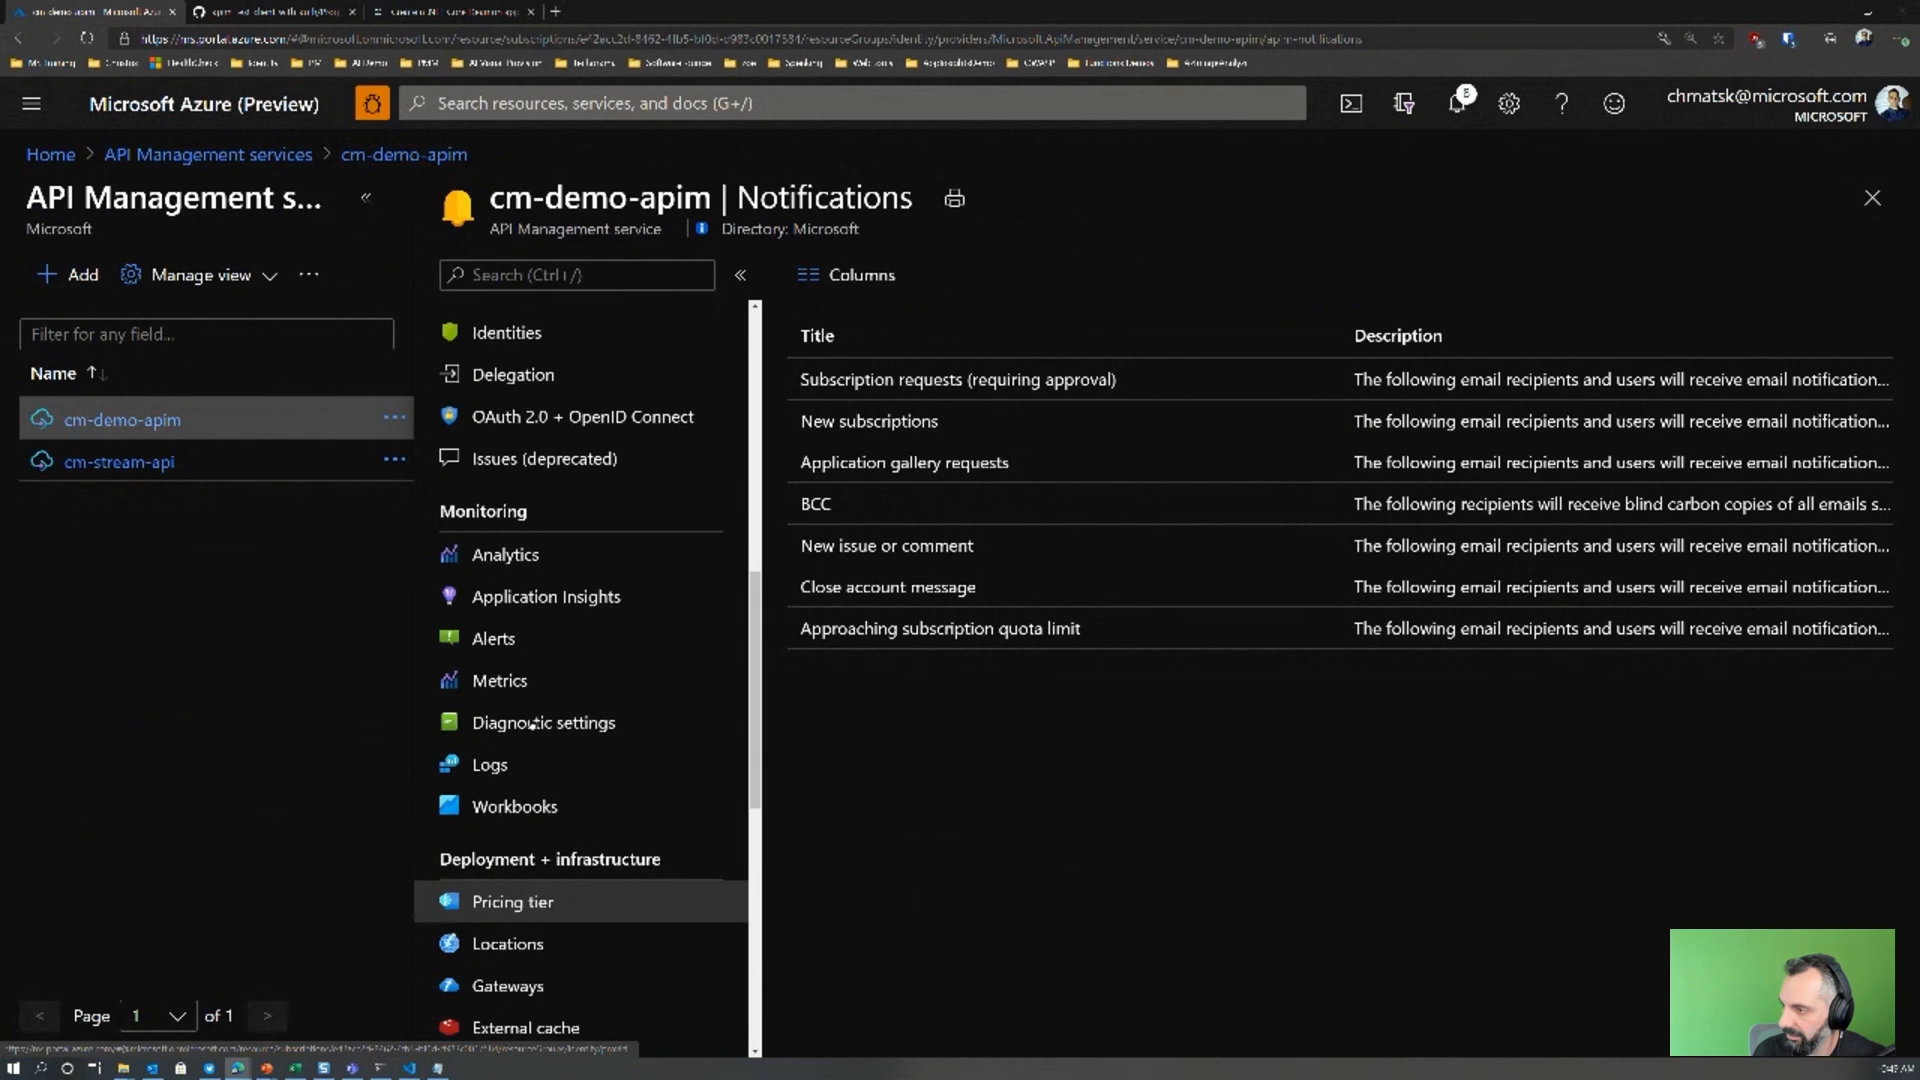 Microsoft Azure (Preview)
Search resources, services, and docs (G+/)
8
chmatsk@microsoft.com
MICROSOFT
Home > API Management services > cm-demo-apim
API Management s...
Microsoft
Add
Manage view
Filter for any field...
Name
cm-demo-apim
cm-stream-api
Page 1 of 1
cm-demo-apim | Notifications
API Management service
Directory: Microsoft
Search (Ctrl+/)
Identities
Delegation
OAuth 2.0 + OpenID Connect
Issues (deprecated)
Monitoring
Analytics
Application Insights
Alerts
Metrics
Diagnostic settings
Logs
Workbooks
Deployment + infrastructure
Pricing tier
Locations
Gateways
External cache
Columns
Title Description
Subscription requests (requiring approval) The following email recipients and users will receive email notification...
New subscriptions The following email recipients and users will receive email notification...
Application gallery requests The following email recipients and users will receive email notification...
BCC The following recipients will receive blind carbon copies of all emails s...
New issue or comment The following email recipients and users will receive email notification...
Close account message The following email recipients and users will receive email notification...
Approaching subscription quota limit The following email recipients and users will receive email notification...